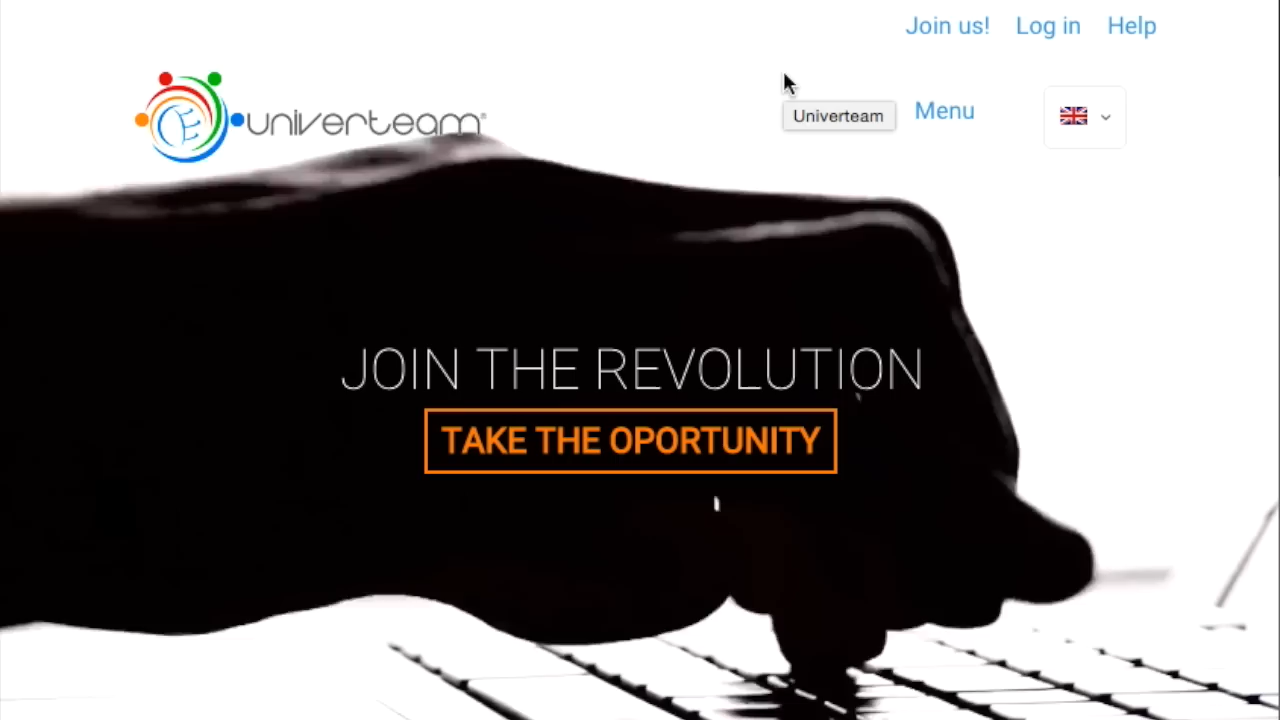 Join us! Log in Help
univerteam®
Univerteam
Menu
JOIN THE REVOLUTION
TAKE THE OPORTUNITY